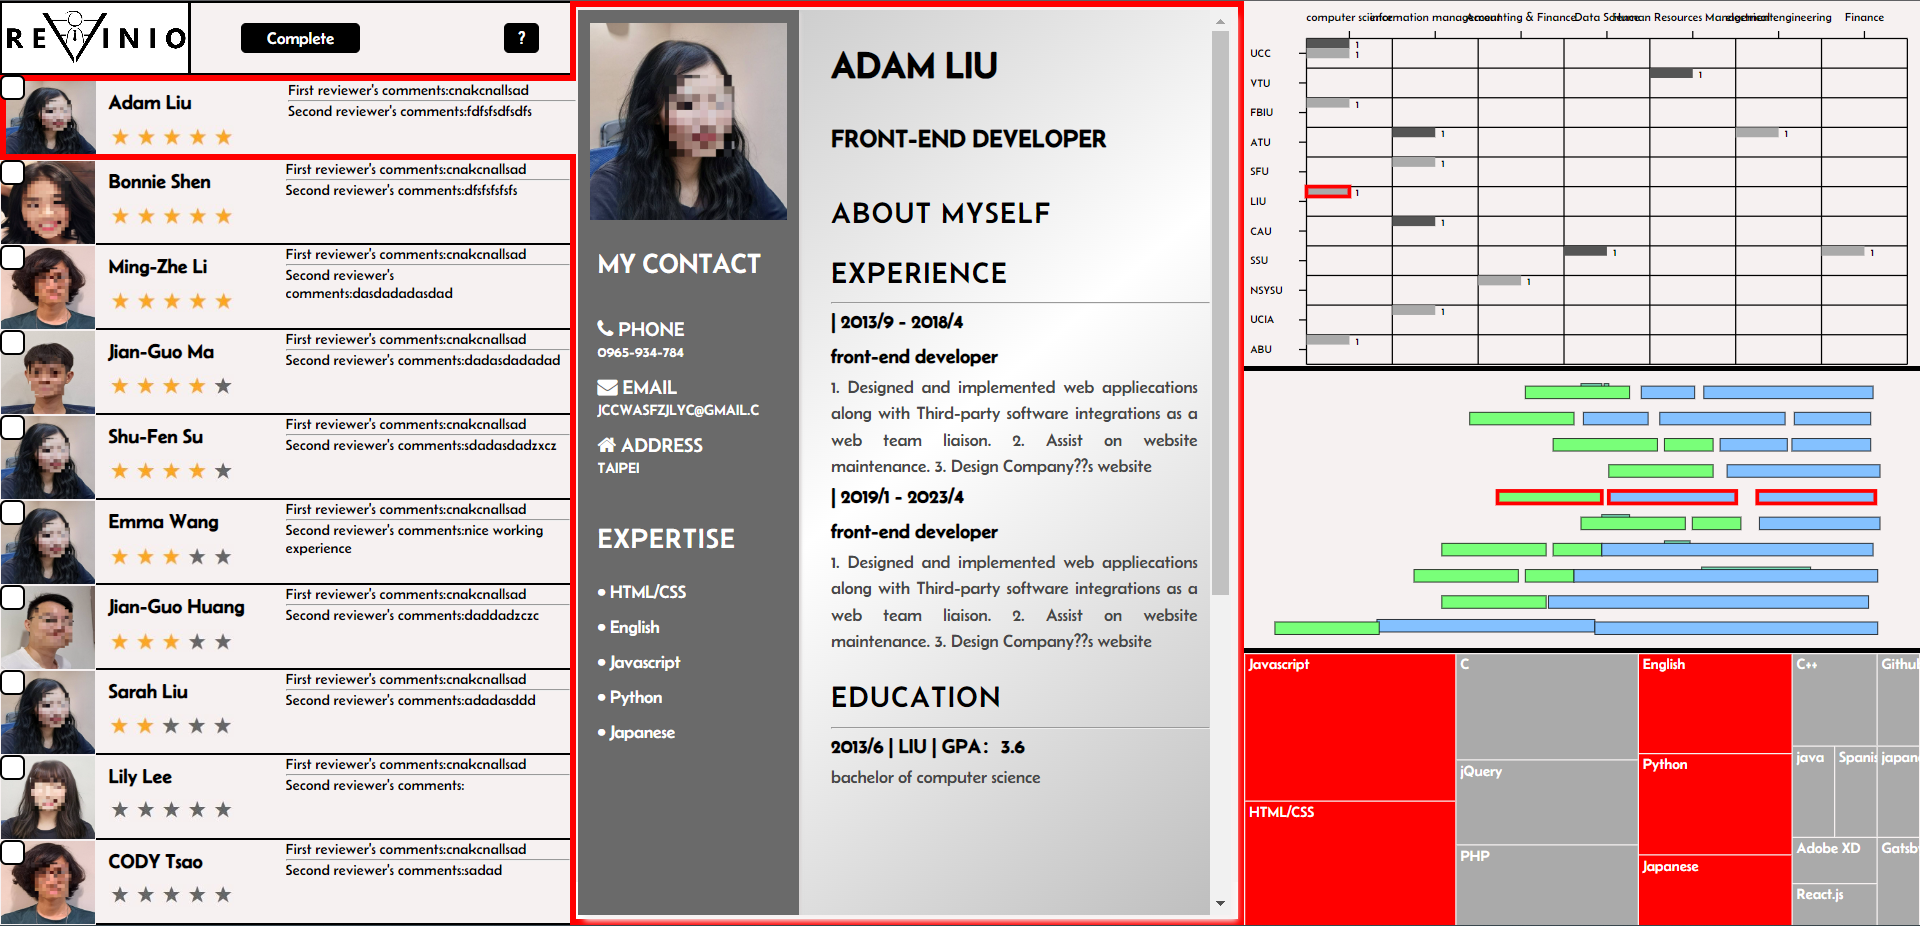 REVINIO
Complete
?
Adam Liu
First reviewer's comments:cnakcnallsad
Second reviewer's comments:fdfsfsdfsdfs
Bonnie Shen
First reviewer's comments:cnakcnallsad
Second reviewer's comments:dfsfsfsfsfs
Ming-Zhe Li
First reviewer's comments:cnakcnallsad
Second reviewer's
comments:dasdadadasdad
Jian-Guo Ma
First reviewer's comments:cnakcnallsad
Second reviewer's comments:dadasdadadad
Shu-Fen Su
First reviewer's comments:cnakcnallsad
Second reviewer's comments:sdadasdadzxcz
Emma Wang
First reviewer's comments:cnakcnallsad
Second reviewer's comments:nice working
experience
Jian-Guo Huang
First reviewer's comments:cnakcnallsad
Second reviewer's comments:daddadzczc
Sarah Liu
First reviewer's comments:cnakcnallsad
Second reviewer's comments:adadasddd
Lily Lee
First reviewer's comments:cnakcnallsad
Second reviewer's comments:
CODY Tsao
First reviewer's comments:cnakcnallsad
Second reviewer's comments:sadad
MY CONTACT
PHONE
0965-934-784
EMAIL
JCCWASFZJLYC@GMAIL.C
ADDRESS
TAIPEI
EXPERTISE
• HTML/CSS
• English
• Javascript
• Python
• Japanese
ADAM LIU
FRONT-END DEVELOPER
ABOUT MYSELF
EXPERIENCE
| 2013/9 - 2018/4
front-end developer
1. Designed and implemented web appliecations
along with Third-party software integrations as a
web team liaison. 2. Assist on website
maintenance. 3. Design Company??s website
| 2019/1 - 2023/4
front-end developer
1. Designed and implemented web appliecations
along with Third-party software integrations as a
web team liaison. 2. Assist on website
maintenance. 3. Design Company??s website
EDUCATION
2013/6 | LIU | GPA： 3.6
bachelor of computer science
computer science information management Accounting & Finance Data Science Human Resources Management engineering Finance
UCC 1
1
VTU 1
FBIU 1
ATU 1 1
SFU 1
LIU 1
CAU 1
SSU 1 1
NSYSU 1
UCIA 1
ABU 1
Javascript
HTML/CSS
C
jQuery
PHP
English
Python
Japanese
C++
Github
java
Spanis
japan
Adobe XD
Gatsb
React.js